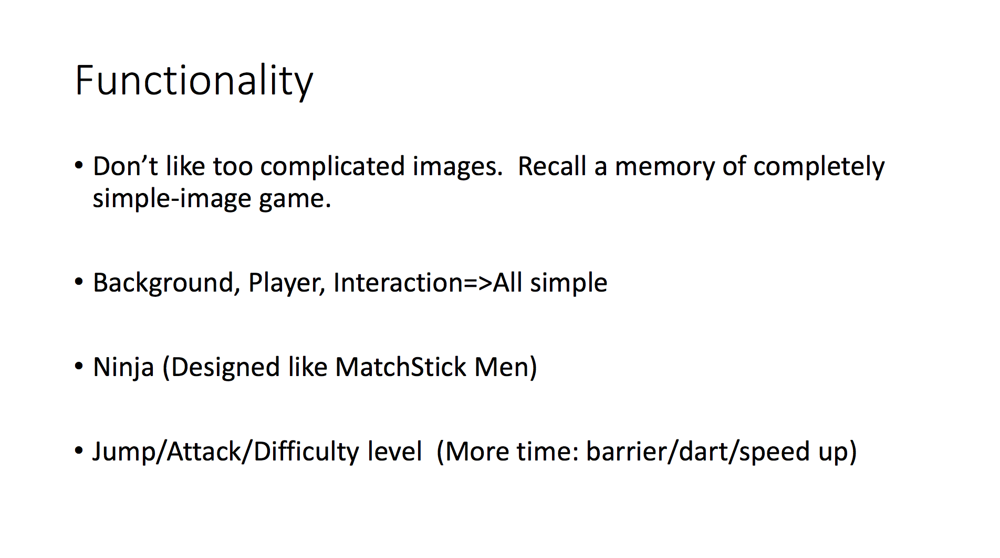 Functionality
• Don’t like too complicated images.  Recall a memory of completely
simple-image game.
• Background, Player, Interaction=>All simple
• Ninja (Designed like MatchStick Men)
• Jump/Attack/Difficulty level  (More time: barrier/dart/speed up)